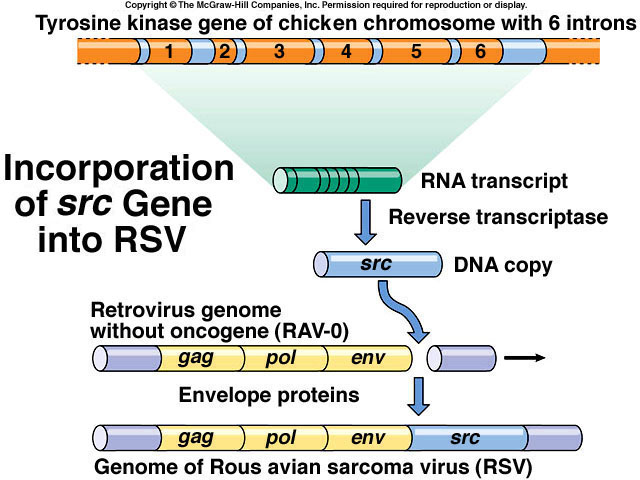 Copyright © The McGraw-Hill Companies, Inc. Permission required for reproduction or display.
Tyrosine kinase gene of chicken chromosome with 6 introns
1 2 3 4 5 6
Incorporation
of src Gene
into RSV
RNA transcript
Reverse transcriptase
src
DNA copy
Retrovirus genome
without oncogene (RAV-0)
gag pol env
Envelope proteins
gag pol env src
Genome of Rous avian sarcoma virus (RSV)